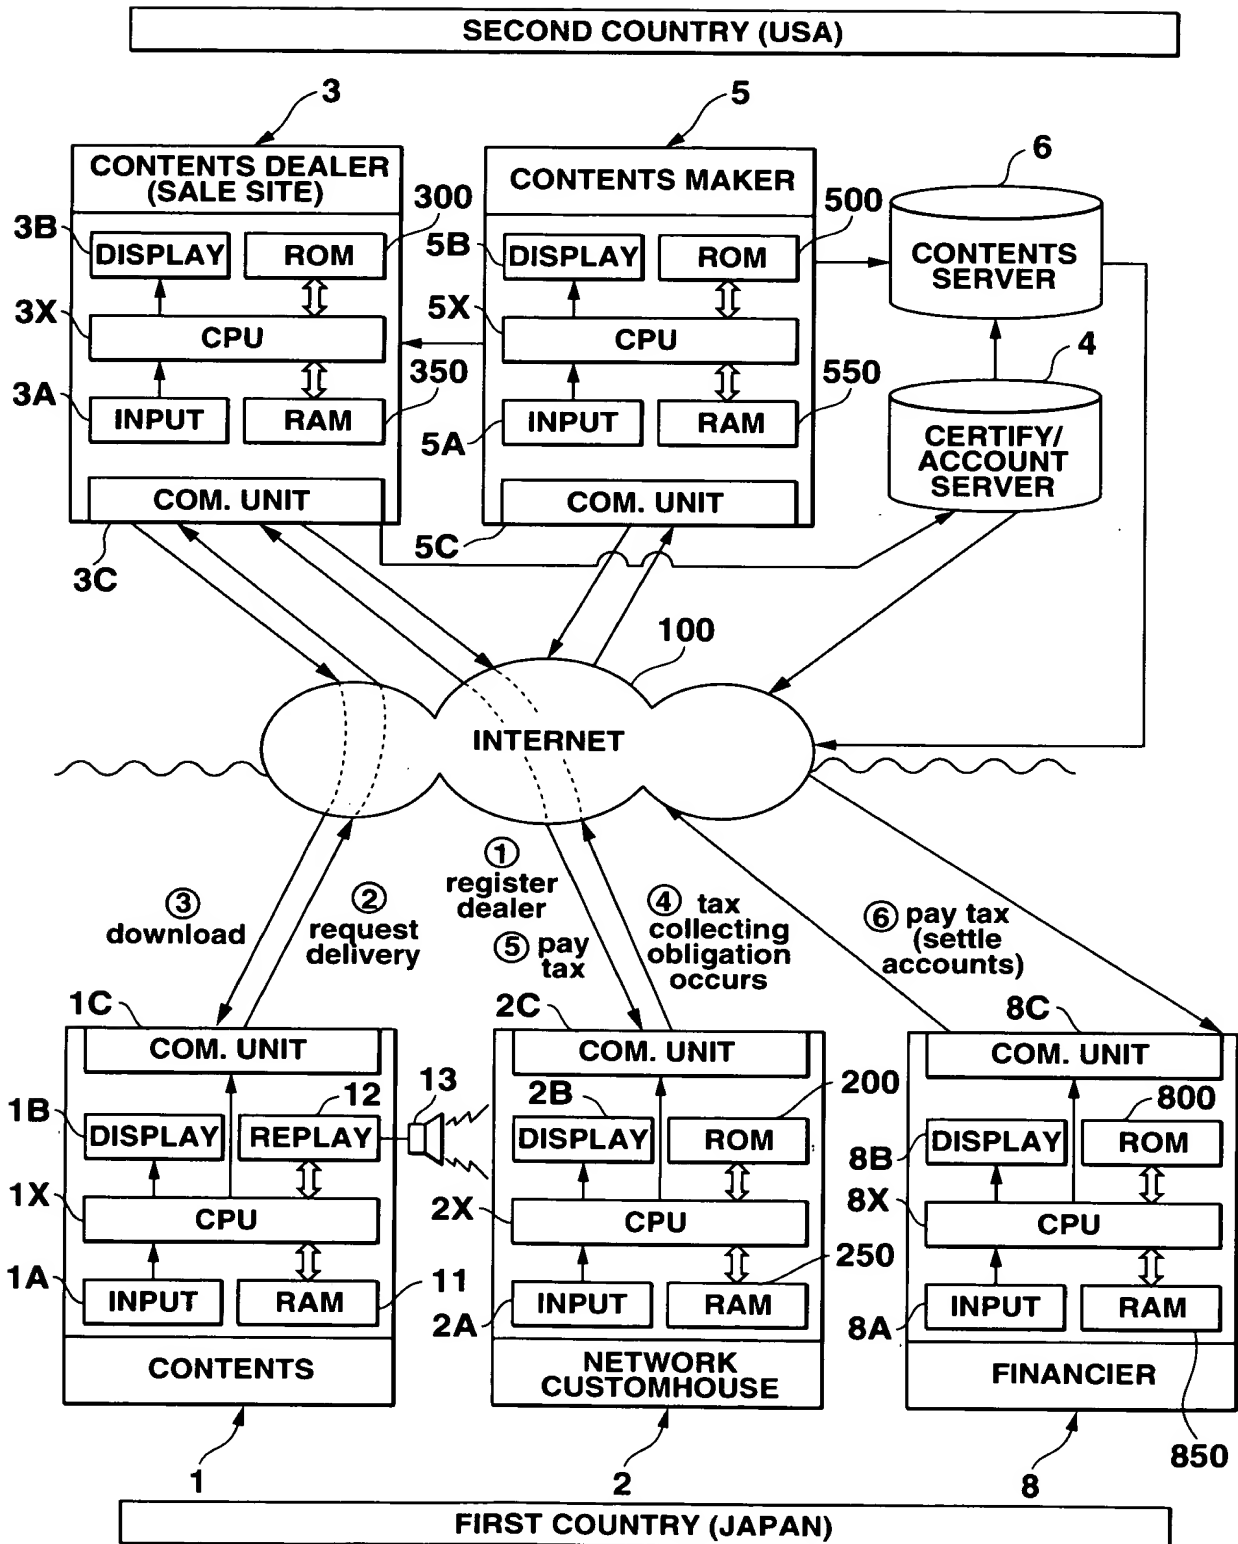 SECOND COUNTRY (USA)
3
5
6
CONTENTS DEALER
(SALE SITE)
CONTENTS MAKER
300
500
3B
DISPLAY
ROM
5B
DISPLAY
ROM
CONTENTS
SERVER
3X
CPU
5X
CPU
4
350
550
3A
INPUT
RAM
5A
INPUT
RAM
CERTIFY/
ACCOUNT
SERVER
COM. UNIT
COM. UNIT
3C
5C
100
INTERNET
③
download
②
request
delivery
①
register
dealer
⑤ pay
tax
④ tax
collecting
obligation
occurs
⑥ pay tax
(settle
accounts)
1C
2C
8C
COM. UNIT
COM. UNIT
COM. UNIT
12
13
2B
200
800
1B
DISPLAY
REPLAY
DISPLAY
ROM
8B
DISPLAY
ROM
1X
CPU
2X
CPU
8X
CPU
11
250
1A
INPUT
RAM
2A
INPUT
RAM
8A
INPUT
RAM
CONTENTS
NETWORK
CUSTOMHOUSE
FINANCIER
1
2
8
850
FIRST COUNTRY (JAPAN)